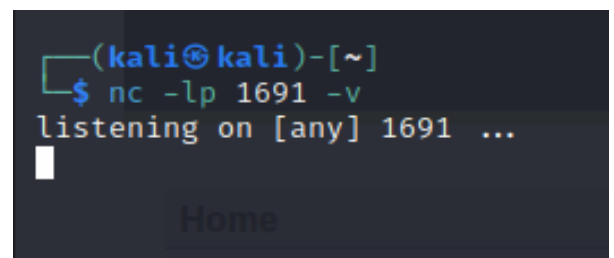 ┌──(kali㉿kali)-[~]
└─$ nc -lp 1691 -v
listening on [any] 1691 ...
Home